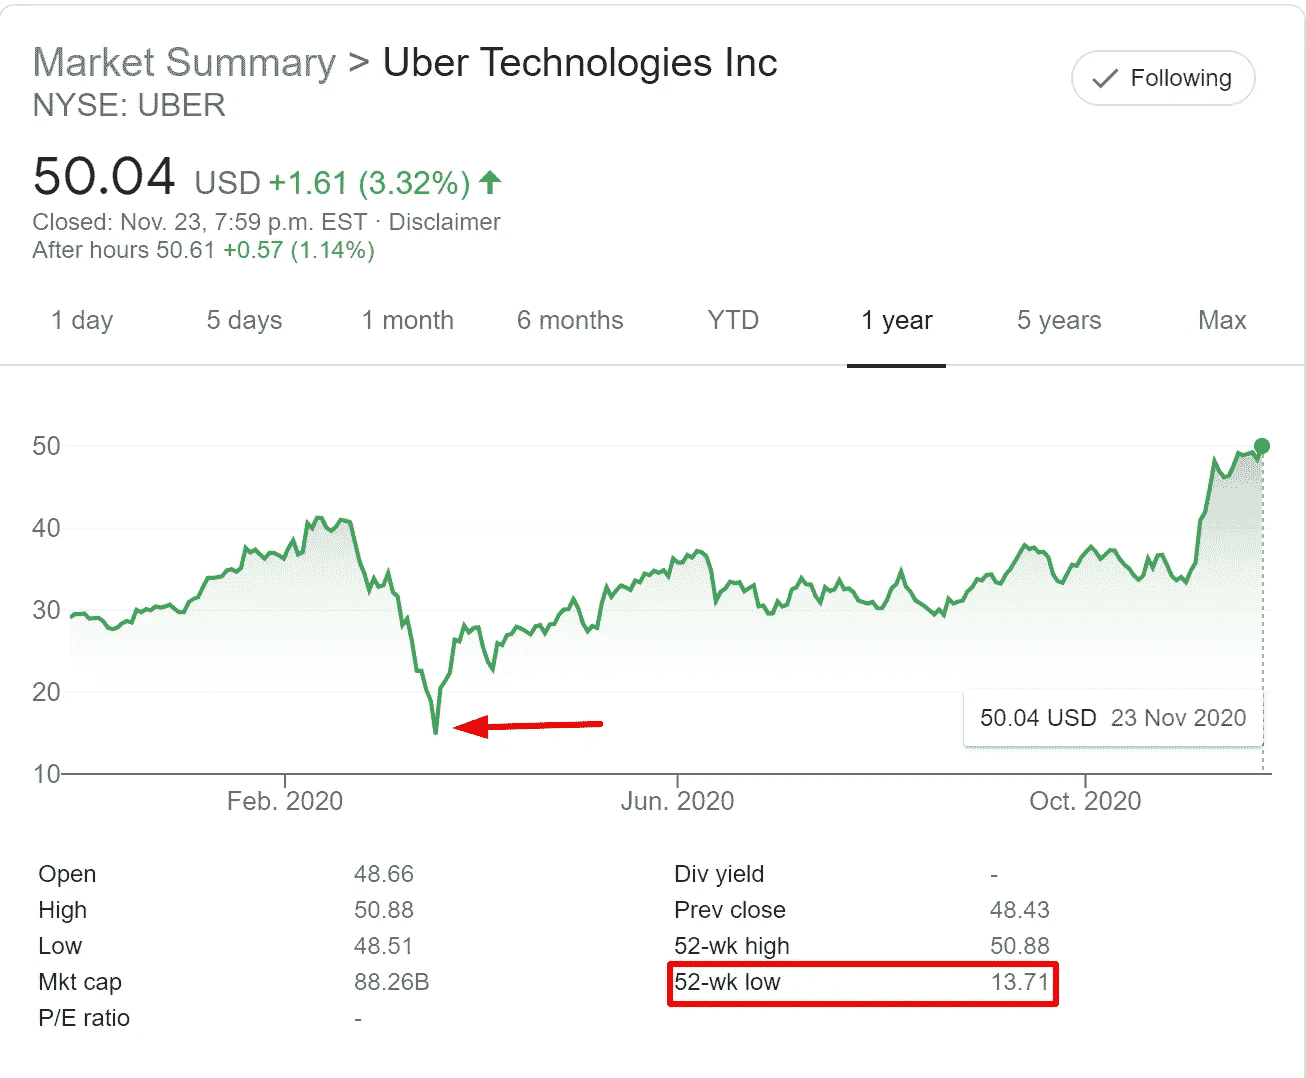 Market Summary > Uber Technologies Inc
Following
NYSE: UBER
50.04 USD +1.61 (3.32%)
Closed: Nov. 23, 7:59 p.m. EST · Disclaimer
After hours 50.61 +0.57 (1.14%)
1 day 5 days 1 month 6 months YTD 1 year 5 years Max
50
40
30
20
50.04 USD 23 Nov 2020
10
Feb. 2020 Jun. 2020 Oct. 2020
Open 48.66 Div yield -
High 50.88 Prev close 48.43
Low 48.51 52-wk high 50.88
Mkt cap 88.26B 52-wk low 13.71
P/E ratio -